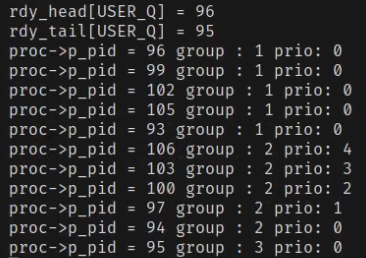 rdy_head[USER_Q] = 96
rdy_tail[USER_Q] = 95
proc->p_pid = 96 group : 1 prio: 0
proc->p_pid = 99 group : 1 prio: 0
proc->p_pid = 102 group : 1 prio: 0
proc->p_pid = 105 group : 1 prio: 0
proc->p_pid = 93 group : 1 prio: 0
proc->p_pid = 106 group : 2 prio: 4
proc->p_pid = 103 group : 2 prio: 3
proc->p_pid = 100 group : 2 prio: 2
proc->p_pid = 97 group : 2 prio: 1
proc->p_pid = 94 group : 2 prio: 0
proc->p_pid = 95 group : 3 prio: 0